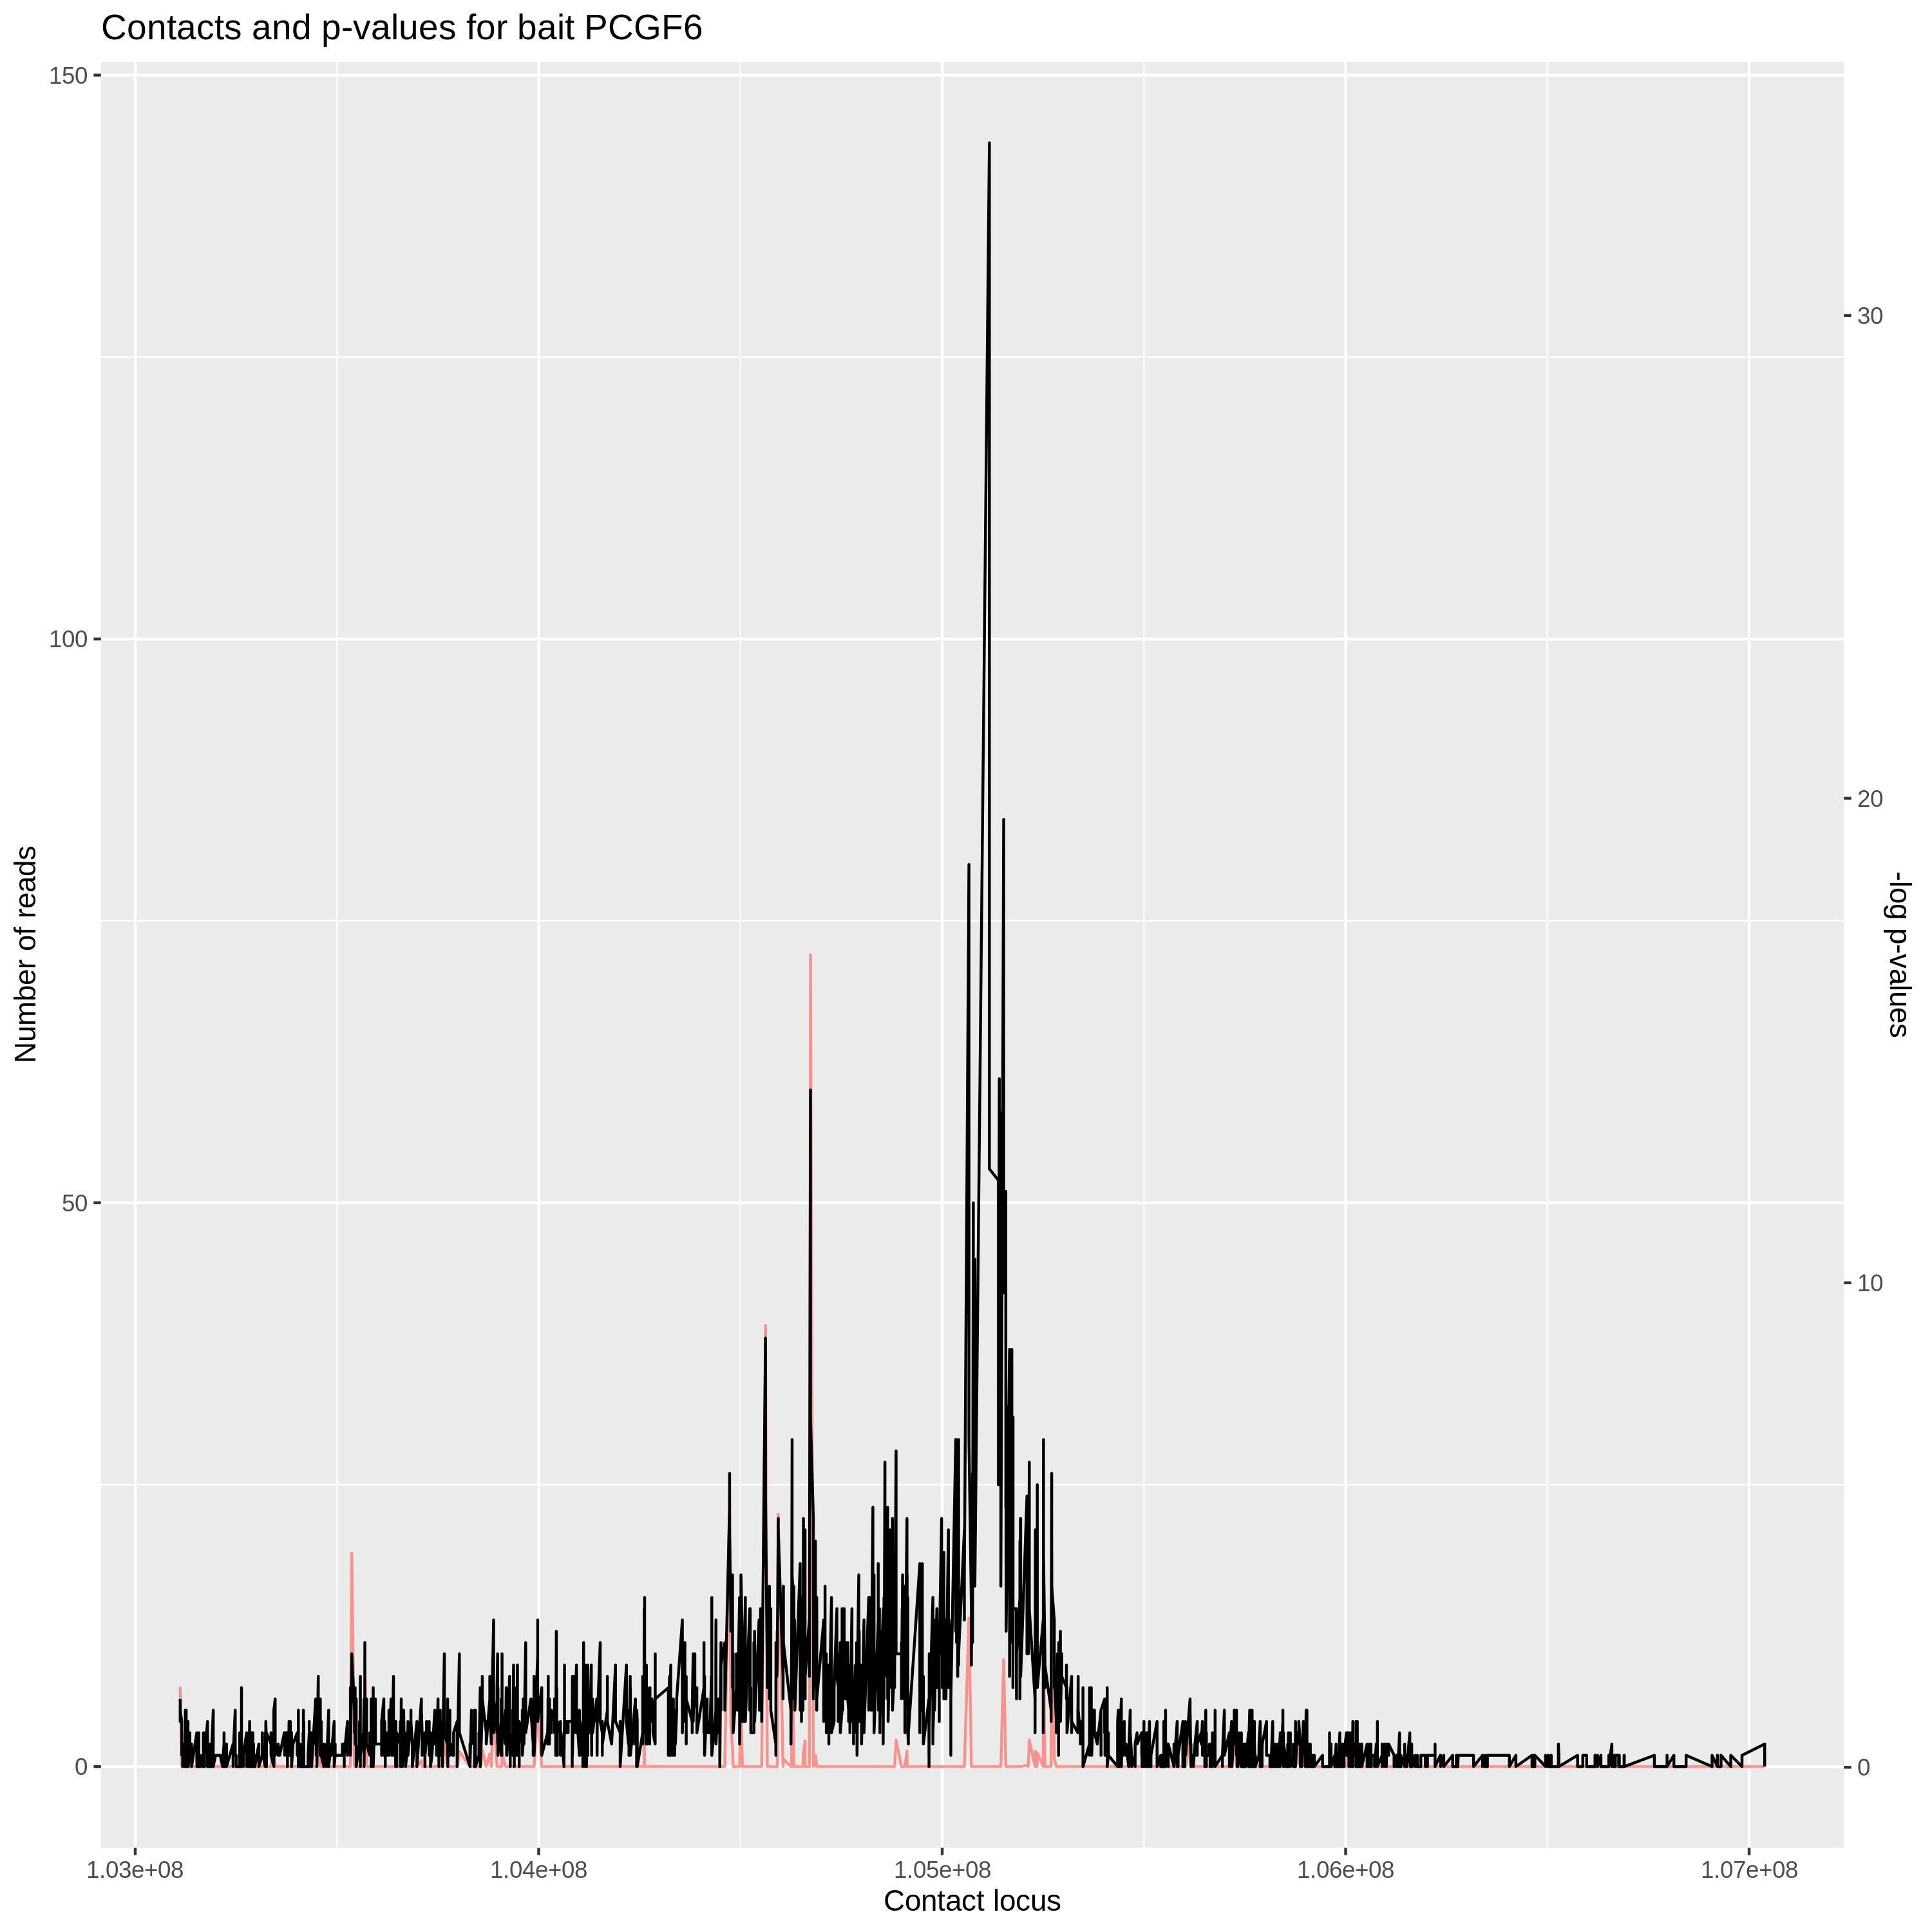 Contacts and p-values for bait PCGF6
150
100
50
0
Number of reads
30
20
10
0
-log p-values
1.03e+08 1.04e+08 1.05e+08 1.06e+08 1.07e+08
Contact locus